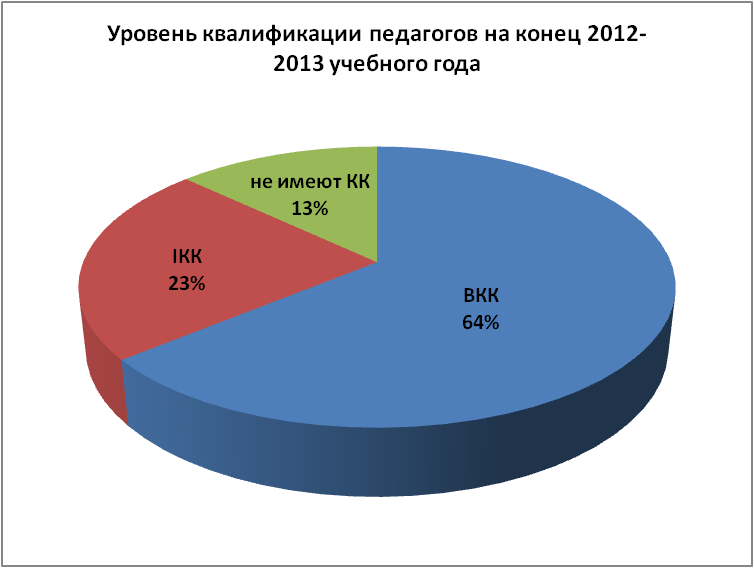 Уровень квалификации педагогов на конец 2012-
2013 учебного года
не имеют КК
13%
IКК
23%
ВКК
64%